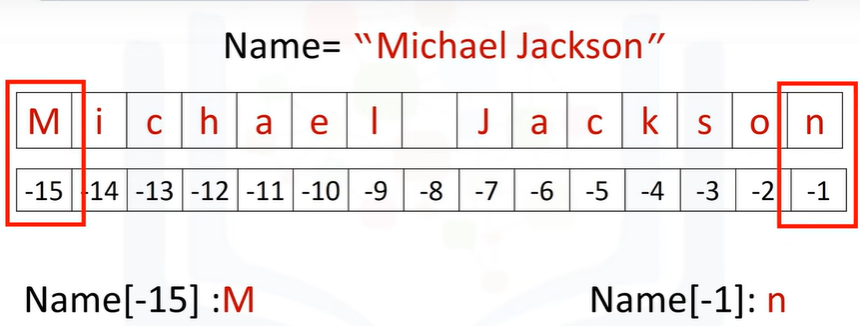 Name= “Michael Jackson”
M i c h a e l J a c k s o n
-15 -14 -13 -12 -11 -10 -9 -8 -7 -6 -5 -4 -3 -2 -1
Name[-15] :M Name[-1]: n